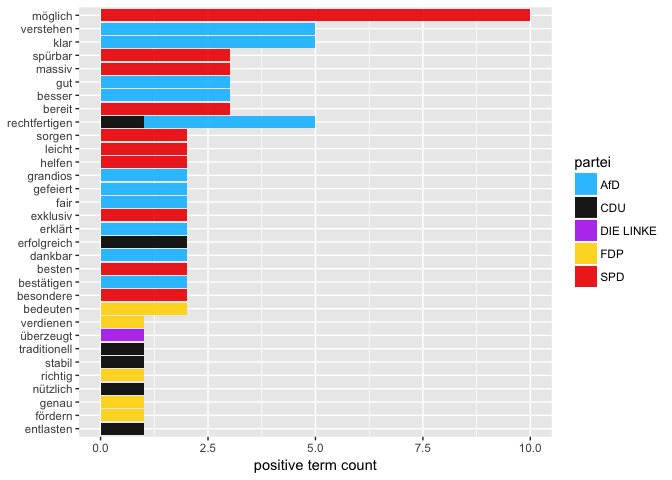 möglich
verstehen
klar
spürbar
massiv
gut
besser
bereit
rechtfertigen
sorgen
leicht
helfen
grandios
gefeiert
fair
exklusiv
erklärt
erfolgreich
dankbar
besten
bestätigen
besondere
bedeuten
verdienen
überzeugt
traditionell
stabil
richtig
nützlich
genau
fördern
entlasten
0.0 2.5 5.0 7.5 10.0
positive term count
partei
AfD
CDU
DIE LINKE
FDP
SPD